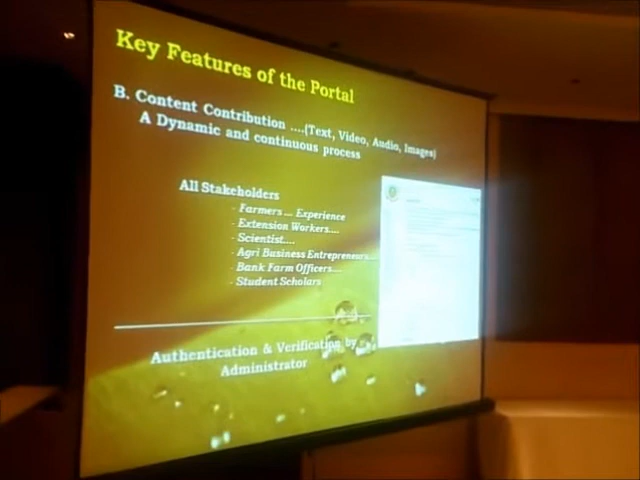 Key Features of the Portal
B. Content Contribution ....(Text, Video, Audio, Images)
A Dynamic and continuous process
All Stakeholders
- Farmers ... Experience
- Extension Workers....
- Scientist....
- Agri Business Entrepreneurs....
- Bank Farm Officers....
- Student Scholars
Authentication & Verification by
Administrator